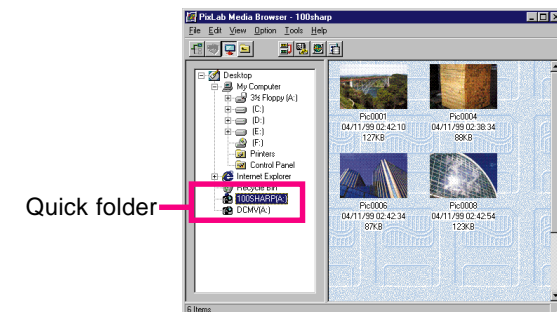 PixLab Media Browser - 100sharp
File Edit View Option Tools Help
Desktop
My Computer
3½ Floppy (A:)
(C:)
(D:)
(E:)
(F:)
Printers
Control Panel
Internet Explorer
Recycle Bin
100SHARP(A:)
DCMV(A:)
Quick folder
Pic0001
04/11/99 02:42:10
127KB
Pic0004
04/11/99 02:38:34
88KB
Pic0006
04/11/99 02:42:34
87KB
Pic0008
04/11/99 02:42:54
123KB
6 Items